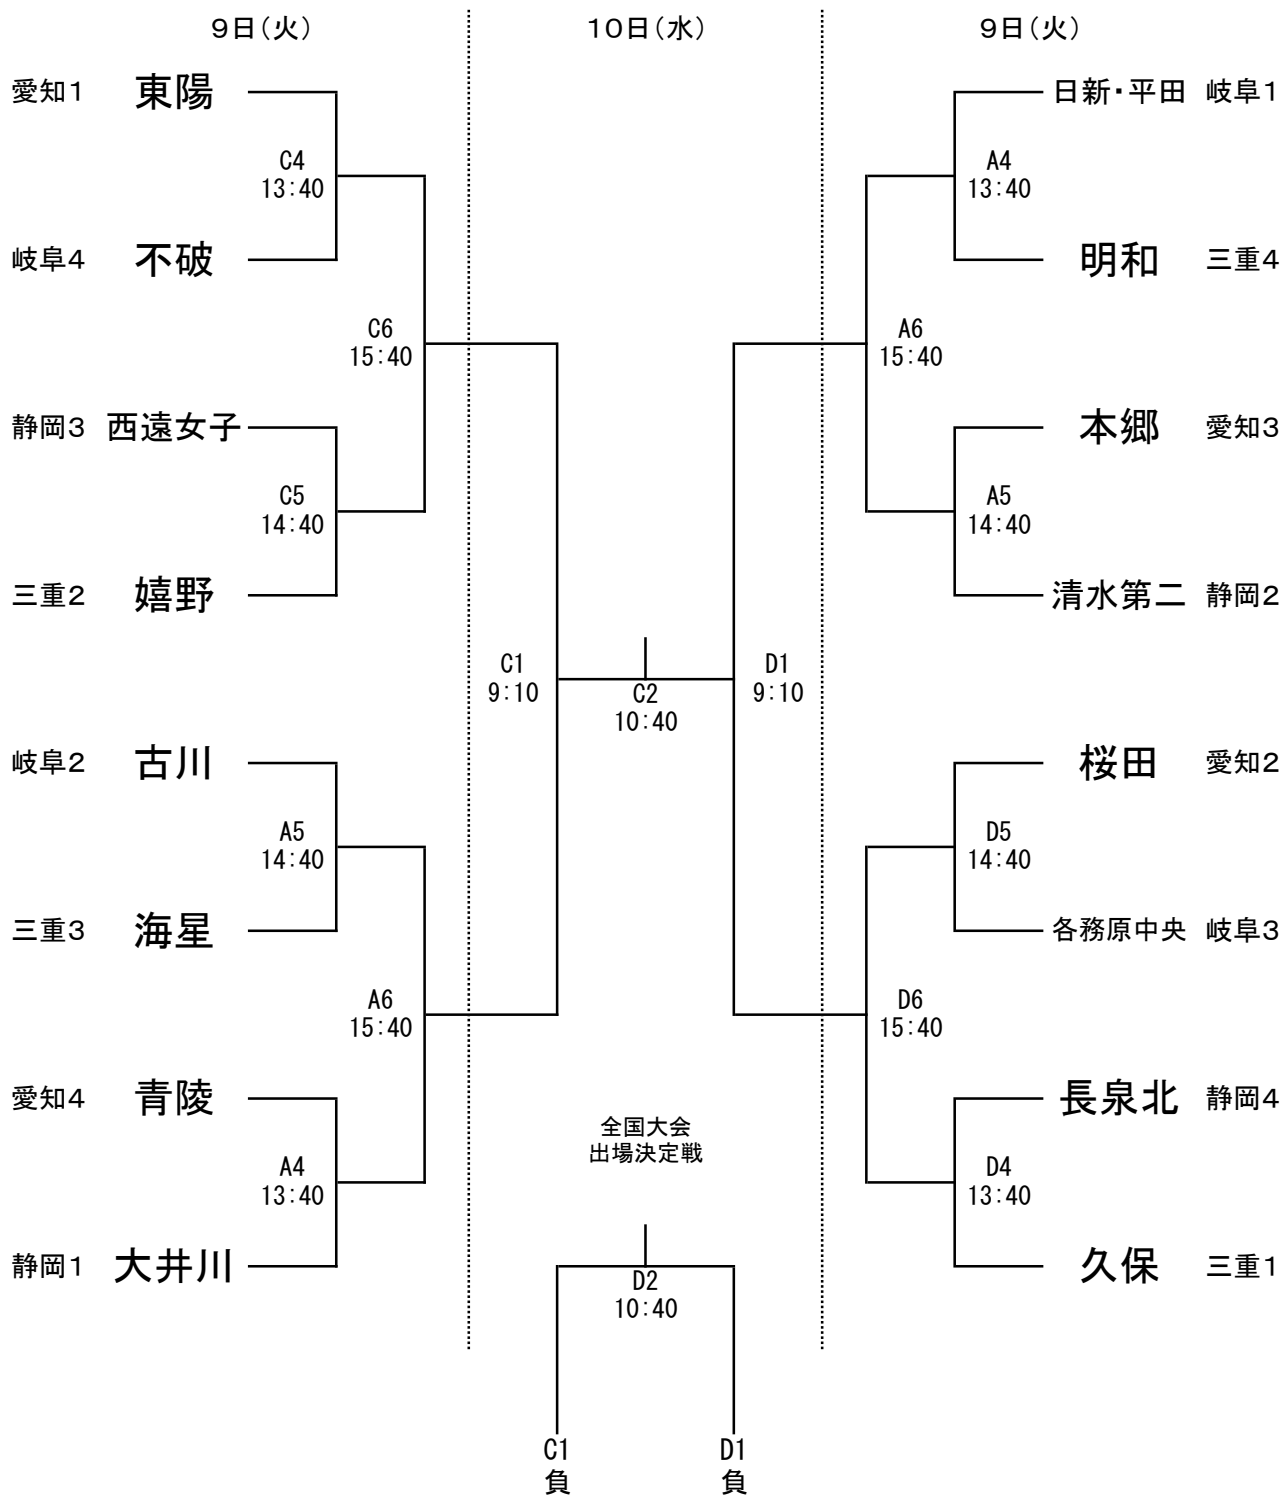 9日(火)　10日(水)　9日(火)
愛知1 東陽　日新・平田 岐阜1
C4　A4
13:40　13:40
岐阜4 不破　明和 三重4
C6　A6
15:40　15:40
静岡3 西遠女子　本郷 愛知3
C5　A5
14:40　14:40
三重2 嬉野　清水第二 静岡2
C1　D1
9:10　9:10
C2
10:40
岐阜2 古川　桜田 愛知2
A5　D5
14:40　14:40
三重3 海星　各務原中央 岐阜3
A6　D6
15:40　15:40
愛知4 青陵　長泉北 静岡4
全国大会
出場決定戦
A4　D4
13:40　13:40
静岡1 大井川　久保 三重1
D2
10:40
C1　D1
負　負